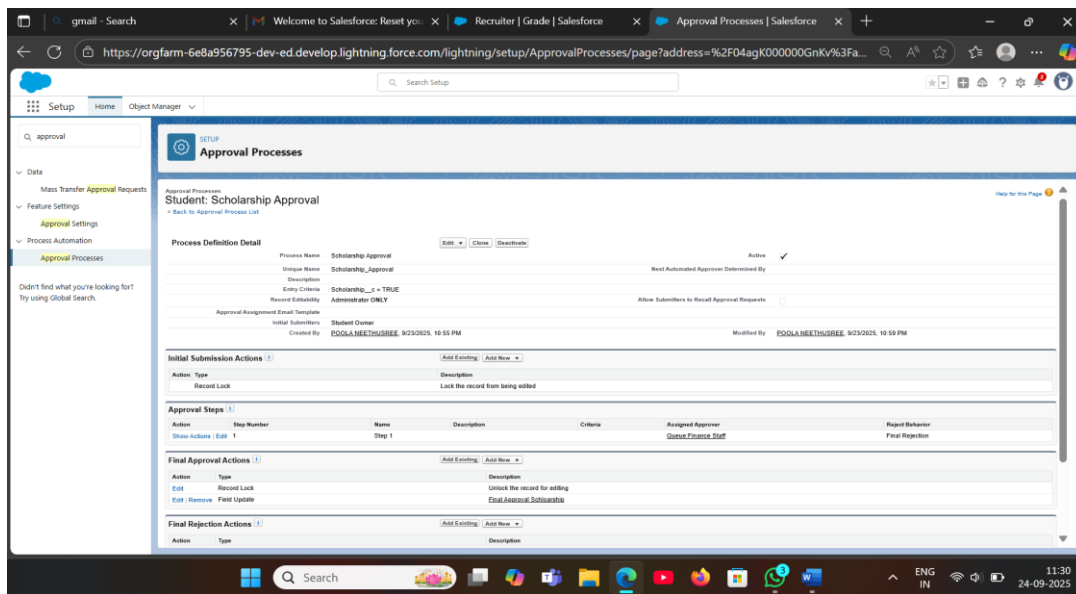 gmail - Search
Welcome to Salesforce: Reset you
Recruiter | Grade | Salesforce
Approval Processes | Salesforce
https://orgfarm-6e8a956795-dev-ed.develop.lightning.force.com/lightning/setup/ApprovalProcesses/page?address=%2F04agK000000GnKv%3Fa...
Search Setup
Setup Home Object Manager
approval
SETUP
Approval Processes
Data
Mass Transfer Approval Requests
Feature Settings
Approval Settings
Process Automation
Approval Processes
Didn't find what you're looking for?
Try using Global Search.
Approval Processes
Student: Scholarship Approval
« Back to Approval Process List
Help for this Page
Process Definition Detail Edit Clone Deactivate
Process Name Scholarship Approval Active ✓
Unique Name Scholarship_Approval Next Automated Approver Determined By
Description
Entry Criteria Scholarship__c = TRUE
Record Editability Administrator ONLY Allow Submitters to Recall Approval Requests
Approval Assignment Email Template
Initial Submitters Student Owner
Created By POOLA NEETHUSREE, 9/23/2025, 10:55 PM Modified By POOLA NEETHUSREE, 9/23/2025, 10:59 PM
Initial Submission Actions Add Existing Add New
Action Type Description
Record Lock Lock the record from being edited
Approval Steps
Action Step Number Name Description Criteria Assigned Approver Reject Behavior
Show Actions | Edit 1 Step 1 Queue Finance Staff Final Rejection
Final Approval Actions Add Existing Add New
Action Type Description
Edit Record Lock Unlock the record for editing
Edit | Remove Field Update Final Approval Schloarship
Final Rejection Actions Add Existing Add New
Action Type Description
Search
3
ENG
IN
11:30
24-09-2025